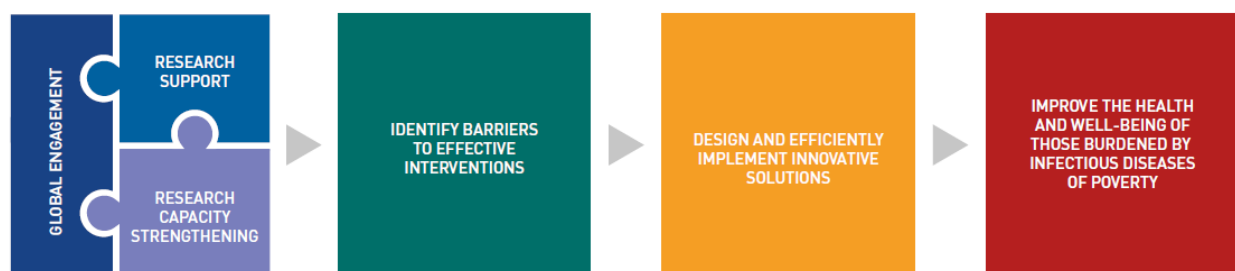 GLOBAL ENGAGEMENT
RESEARCH
SUPPORT
RESEARCH
CAPACITY
STRENGTHENING
IDENTIFY BARRIERS
TO EFFECTIVE
INTERVENTIONS
DESIGN AND EFFICIENTLY
IMPLEMENT INNOVATIVE
SOLUTIONS
IMPROVE THE HEALTH
AND WELL-BEING OF
THOSE BURDENED BY
INFECTIOUS DISEASES
OF POVERTY